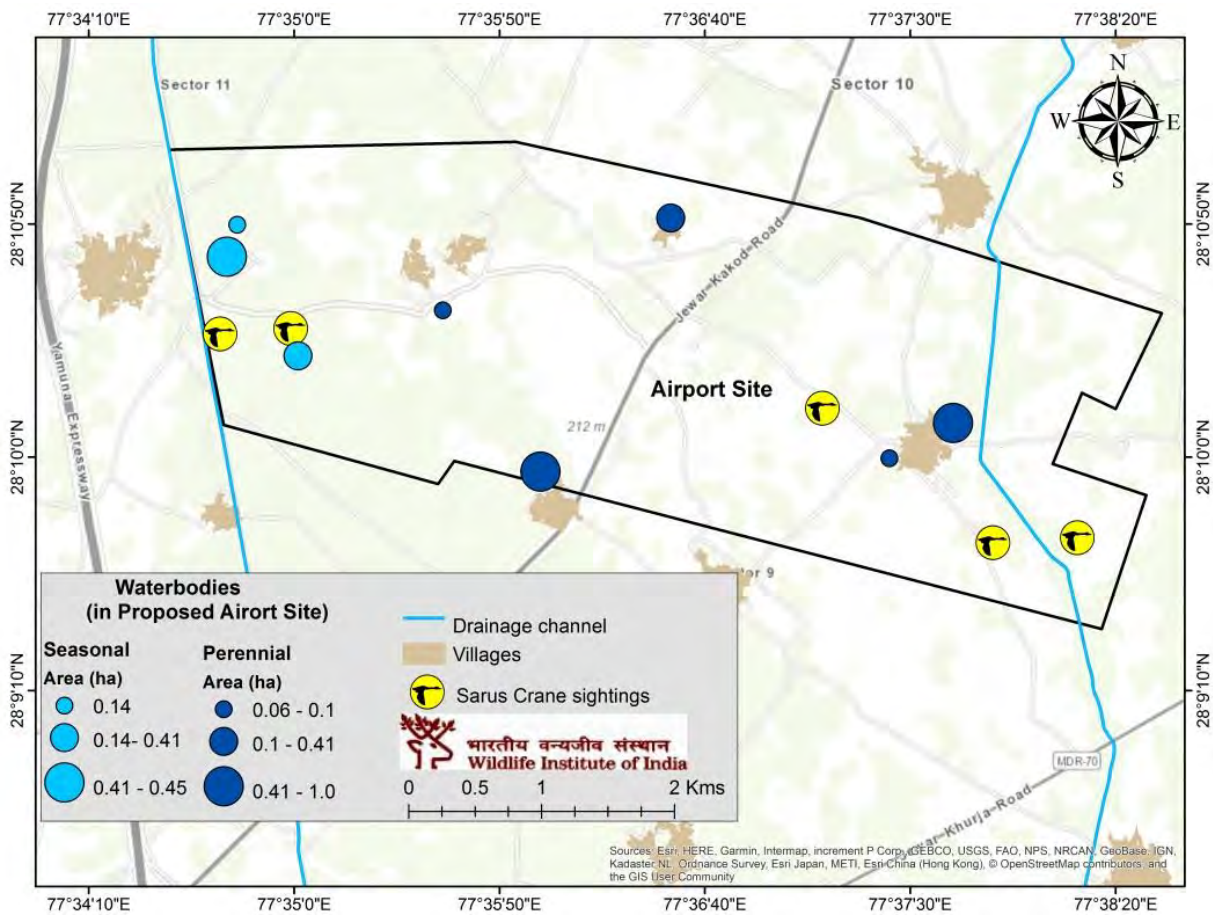 77°34'10"E 77°35'0"E 77°35'50"E 77°36'40"E 77°37'30"E 77°38'20"E
N
W E
S
Sector 11
Sector 10
28°10'50"N
28°10'50"N
Jewar-Kakod-Road
Yamuna Expressway
Airport Site
212 m
28°10'0"N
28°10'0"N
or 9
Waterbodies
(in Proposed Airort Site)
Seasonal
Area (ha)
0.14
0.14- 0.41
0.41 - 0.45
Perennial
Area (ha)
0.06 - 0.1
0.1 - 0.41
0.41 - 1.0
Drainage channel
Villages
Sarus Crane sightings
भारतीय वन्यजीव संस्थान
Wildlife Institute of India
0 0.5 1 2 Kms
28°9'10"N
28°9'10"N
MDR-70
Jewar-Khurja-Road
Sources: Esri, HERE, Garmin, Intermap, increment P Corp., GEBCO, USGS, FAO, NPS, NRCAN, GeoBase, IGN,
Kadaster NL, Ordnance Survey, Esri Japan, METI, Esri China (Hong Kong), © OpenStreetMap contributors, and
the GIS User Community
77°34'10"E 77°35'0"E 77°35'50"E 77°36'40"E 77°37'30"E 77°38'20"E